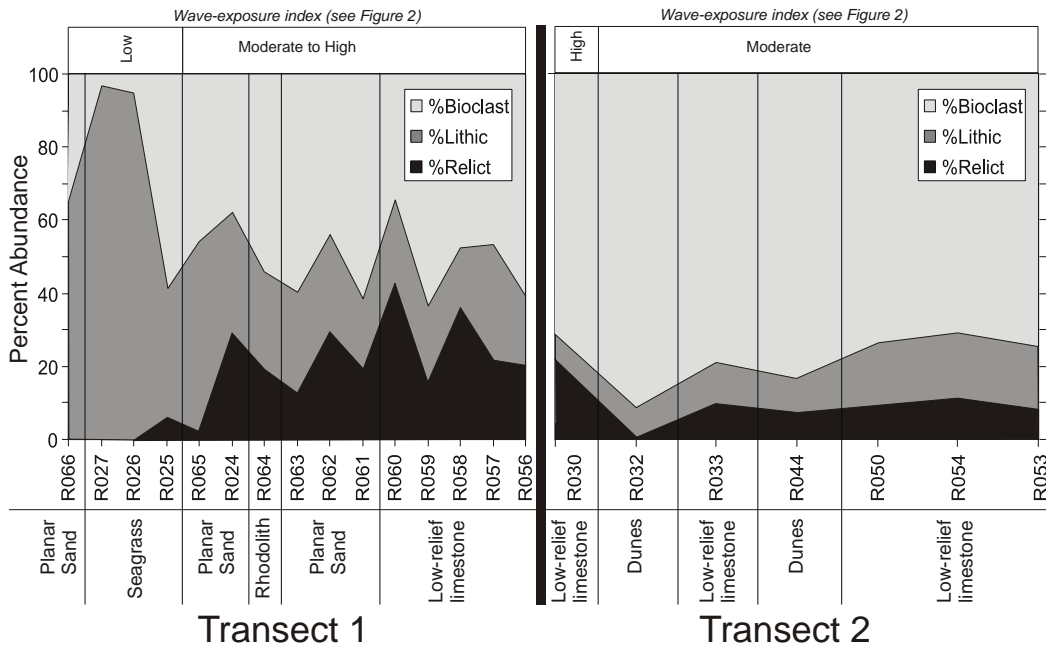 Wave-exposure index (see Figure 2)
Low
Moderate to High
100
80
60
40
20
0
Percent Abundance
%Bioclast
%Lithic
%Relict
R066
R027
R026
R025
R065
R024
R064
R063
R062
R061
R060
R059
R058
R057
R056
Planar
Sand
Seagrass
Planar
Sand
Rhodolith
Planar
Sand
Low-relief
limestone
Transect 1
Wave-exposure index (see Figure 2)
High
Moderate
%Bioclast
%Lithic
%Relict
R030
R032
R033
R044
R050
R054
R053
Low-relief
limestone
Dunes
Low-relief
limestone
Dunes
Low-relief
limestone
Transect 2